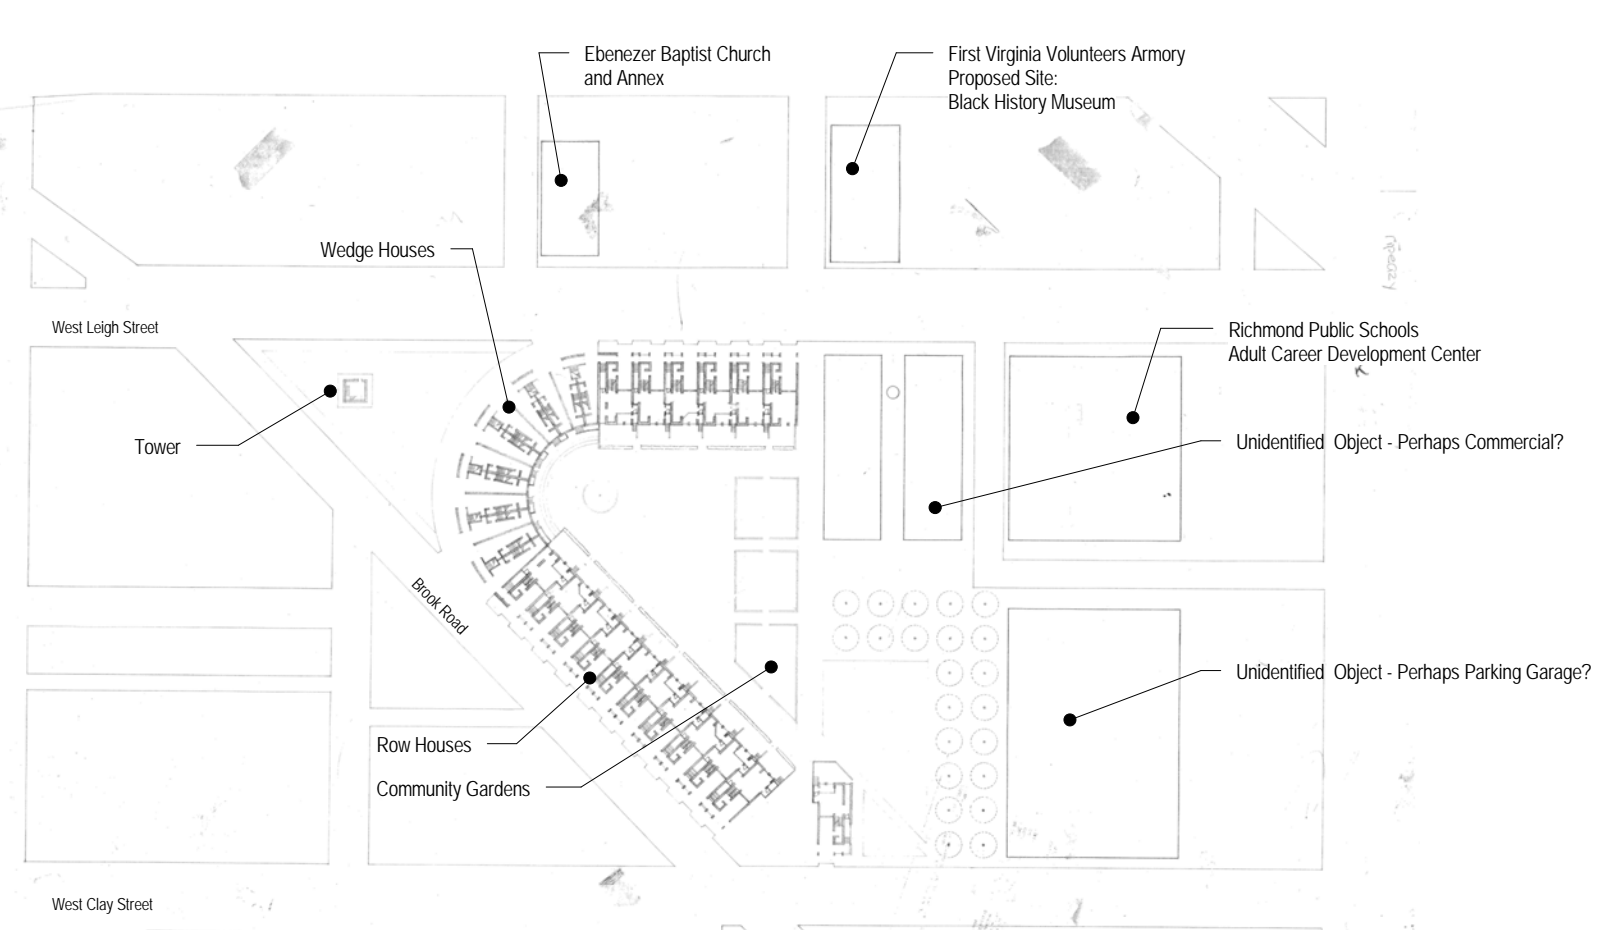 Ebenezer Baptist Church
and Annex
First Virginia Volunteers Armory
Proposed Site:
Black History Museum
Wedge Houses
West Leigh Street
Richmond Public Schools
Adult Career Development Center
Tower
Unidentified Object - Perhaps Commercial?
Brook Road
Unidentified Object - Perhaps Parking Garage?
Row Houses
Community Gardens
West Clay Street